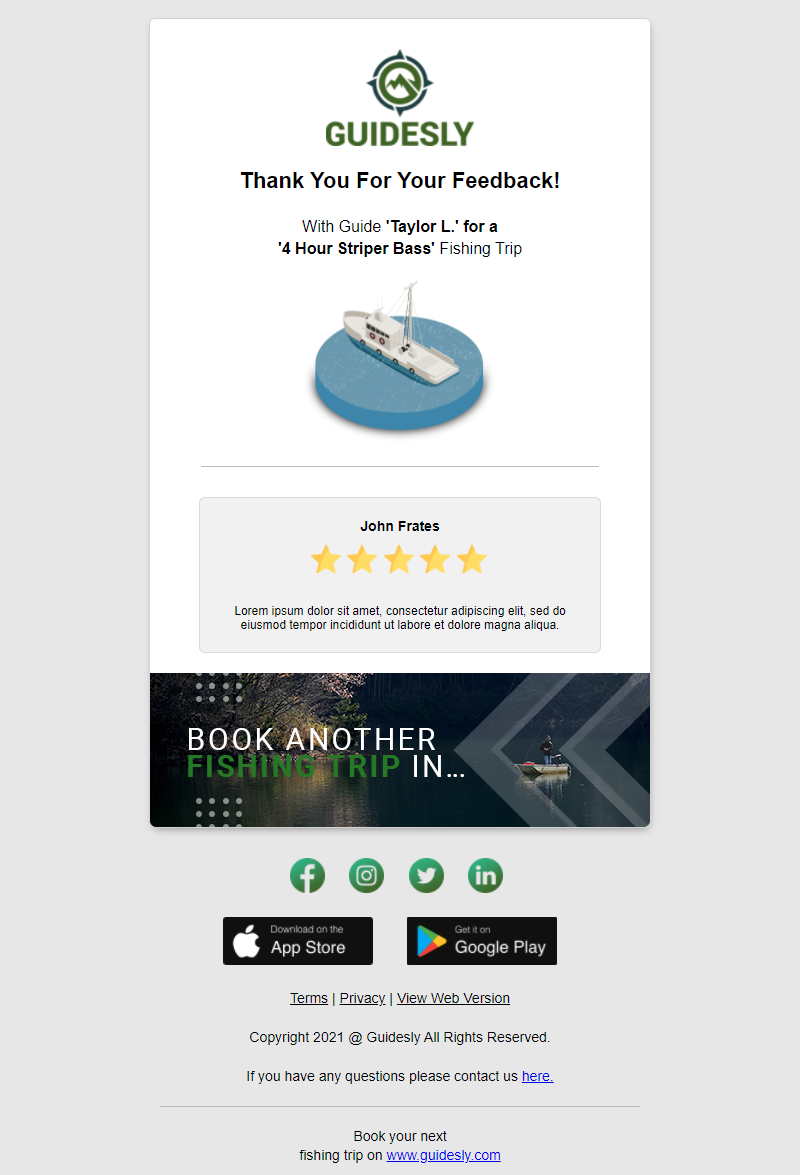 GUIDESLY
Thank You For Your Feedback!
With Guide 'Taylor L.' for a
'4 Hour Striper Bass' Fishing Trip
John Frates
Lorem ipsum dolor sit amet, consectetur adipiscing elit, sed do
eiusmod tempor incididunt ut labore et dolore magna aliqua.
BOOK ANOTHER
FISHING TRIP IN...
Download on the
App Store
Get it on
Google Play
Terms | Privacy | View Web Version
Copyright 2021 @ Guidesly All Rights Reserved.
If you have any questions please contact us here.
Book your next
fishing trip on www.guidesly.com